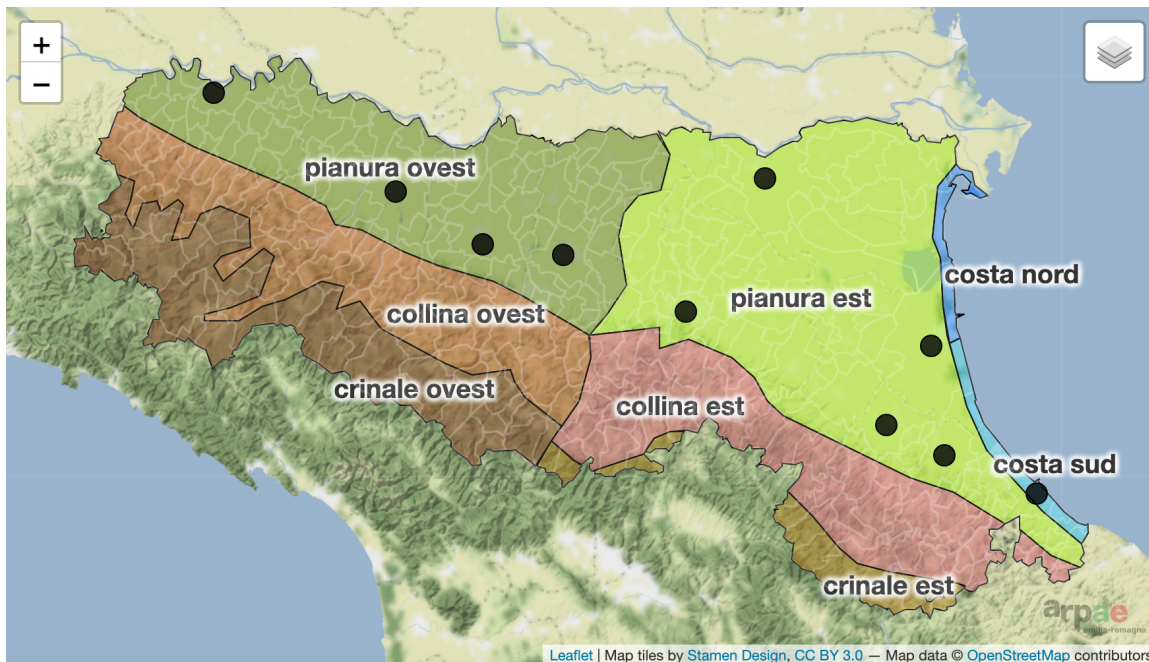 +
−
pianura ovest
costa nord
pianura est
collina ovest
crinale ovest
collina est
costa sud
crinale est
arpae
emilia-romagna
Leaflet | Map tiles by Stamen Design, CC BY 3.0 — Map data © OpenStreetMap contributors